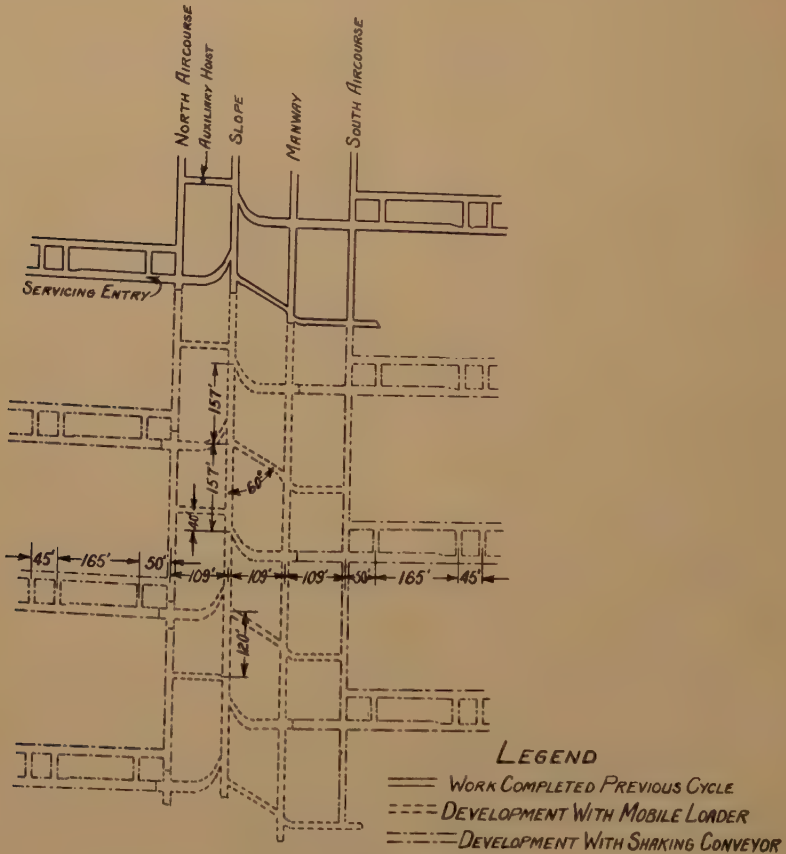 NORTH AIRCOURSE
AUXILIARY HOIST
SLOPE
MANWAY
SOUTH AIRCOURSE
SERVICING ENTRY
157'
157'
60°
40'
45'
165'
50'
109'
109'
109'
50'
165'
45'
120'
LEGEND
WORK COMPLETED PREVIOUS CYCLE
DEVELOPMENT WITH MOBILE LOADER
DEVELOPMENT WITH SHAKING CONVEYOR